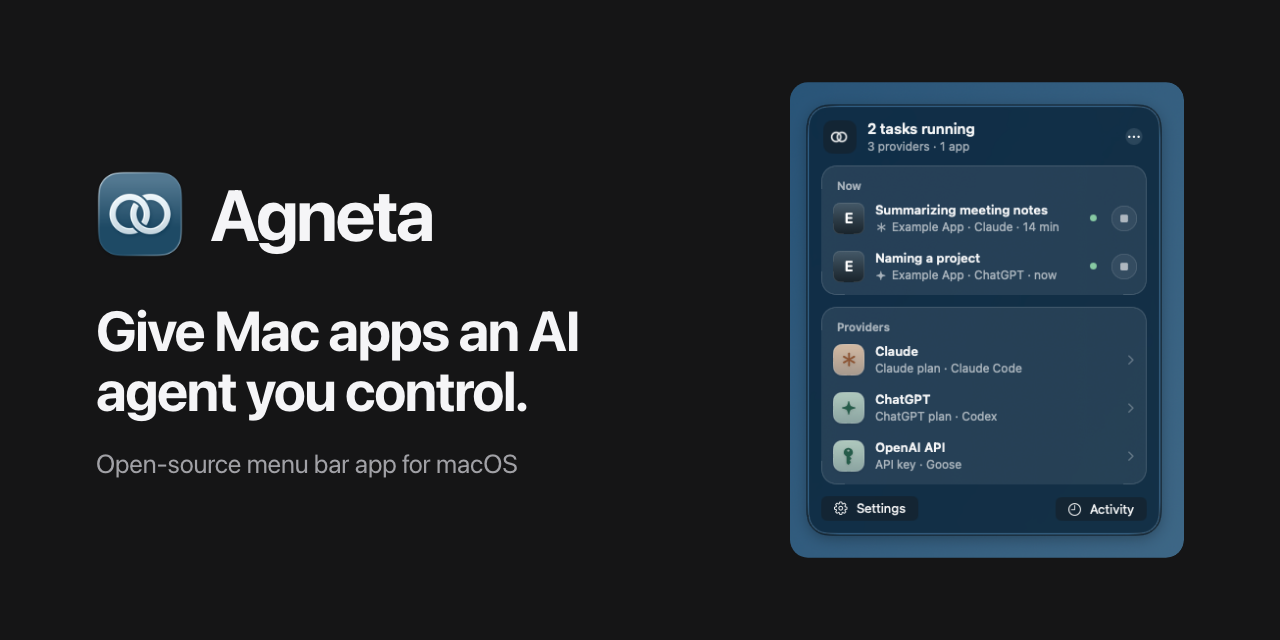 Agneta
Give Mac apps an AI
agent you control.
Open-source menu bar app for macOS
2 tasks running
3 providers · 1 app
Now
E
Summarizing meeting notes
Example App · Claude · 14 min
E
Naming a project
Example App · ChatGPT · now
Providers
Claude
Claude plan · Claude Code
ChatGPT
ChatGPT plan · Codex
OpenAI API
API key · Goose
Settings
Activity